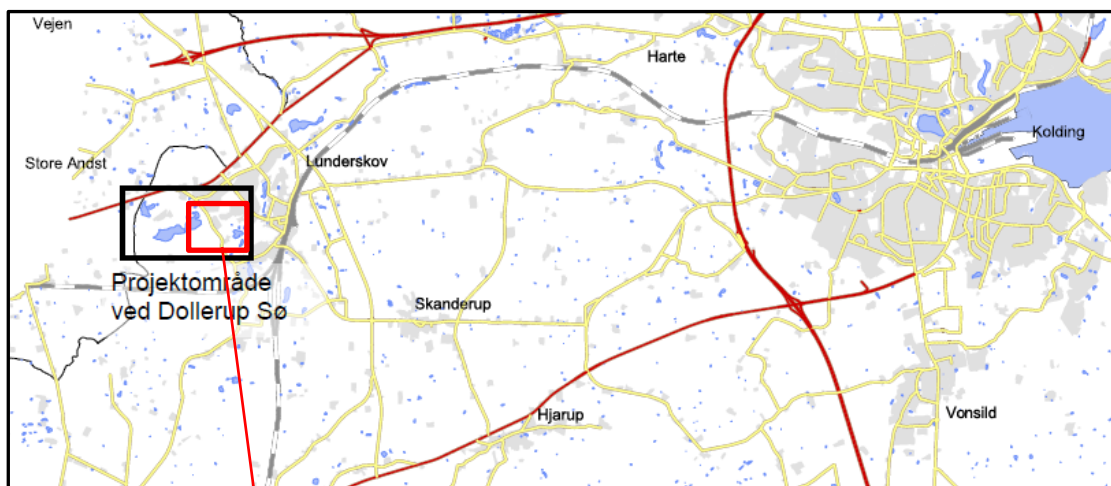 Vejen
Harte
Kolding
Store Andst
Lunderskov
Projektområde
ved Dollerup Sø
Skanderup
Hjarup
Vonsild